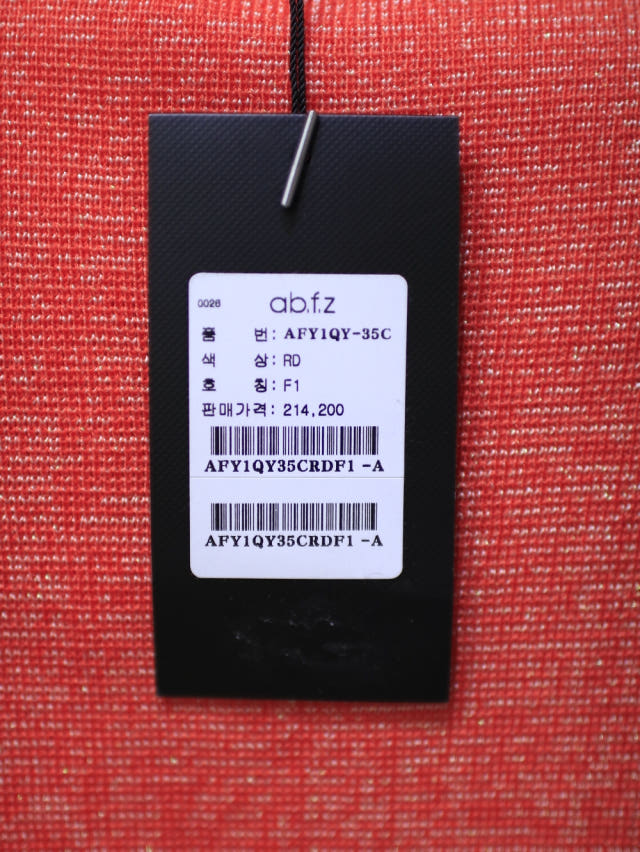 0026 ab.f.z
품 번: AFY1QY-35C
색 상: RD
호 칭: F1
판매가격: 214,200
AFY1QY35CRDF1 -A
AFY1QY35CRDF1 -A